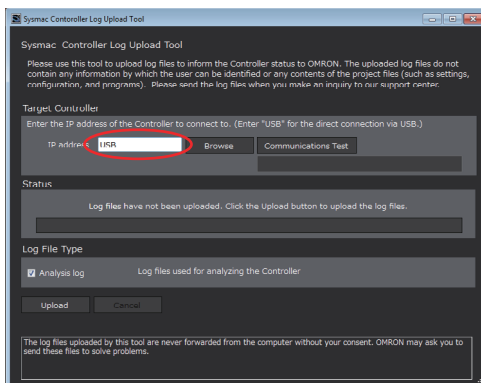 Sysmac Contoroller Log Upload Tool
Sysmac Controller Log Upload Tool
Please use this tool to upload log files to inform the Controller status to OMRON. The uploaded log files do not
contain any information by which the user can be identified or any contents of the project files (such as settings,
configuration, and programs). Please send the log files when you make an inquiry to our support center.
Target Controller
Enter the IP address of the Controller to connect to. (Enter "USB" for the direct connection via USB.)
IP address USB Browse Communications Test
Status
Log files have not been uploaded. Click the Upload button to upload the log files.
Log File Type
Analysis log Log files used for analyzing the Controller
Upload Cancel
The log files uploaded by this tool are never forwarded from the computer without your consent. OMRON may ask you to
send these files to solve problems.